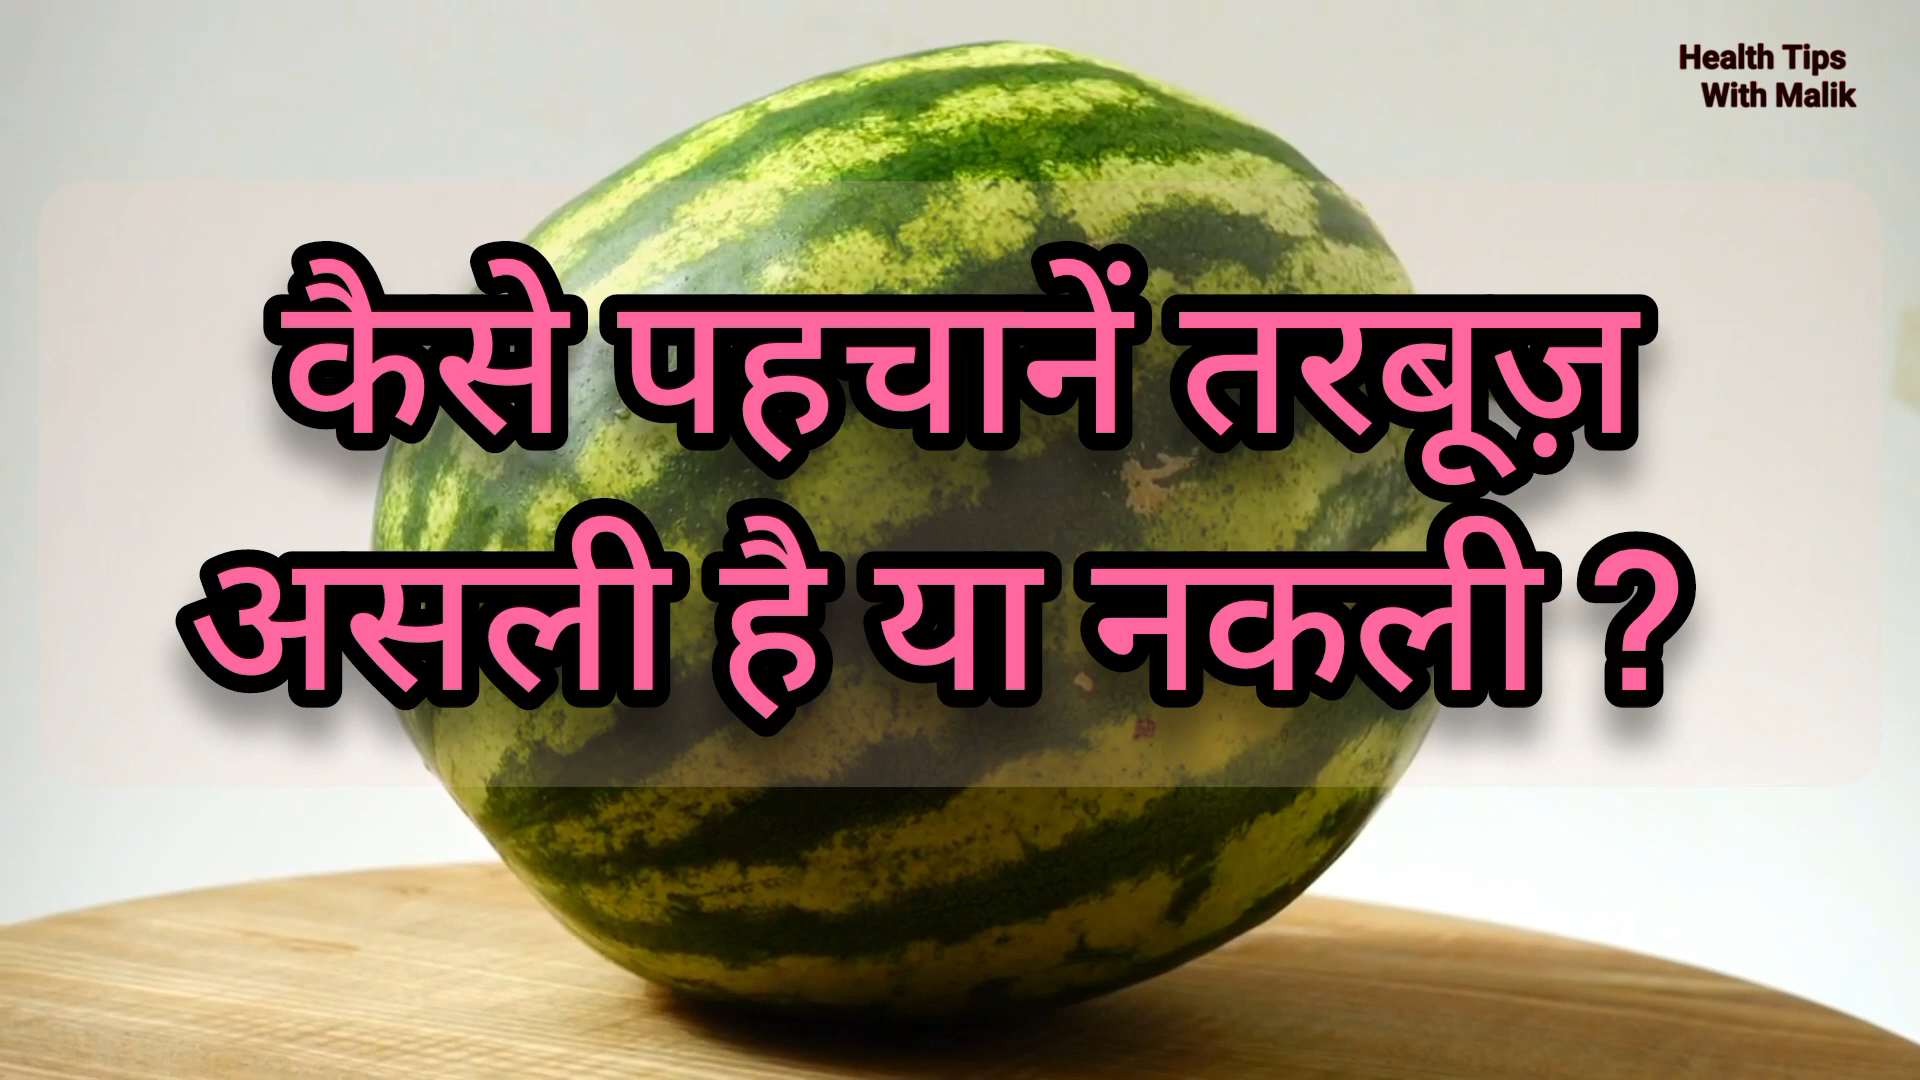 Health Tips
With Malik
कैसे पहचानें तरबूज़
असली है या नकली ?